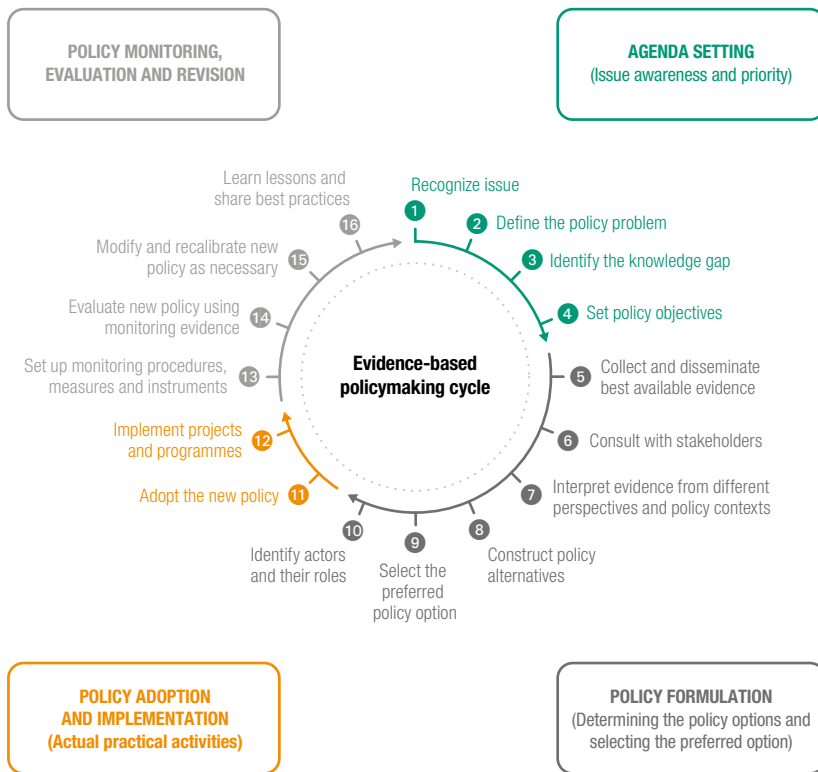 POLICY MONITORING,
EVALUATION AND REVISION
AGENDA SETTING
(Issue awareness and priority)
1
Recognize issue
2
Define the policy problem
3
Identify the knowledge gap
4
Set policy objectives
5
Collect and disseminate
best available evidence
6
Consult with stakeholders
7
Interpret evidence from different
perspectives and policy contexts
8
Construct policy
alternatives
9
Select the
preferred
policy option
10
Identify actors
and their roles
11
Adopt the new policy
12
Implement projects
and programmes
13
Set up monitoring procedures,
measures and instruments
14
Evaluate new policy using
monitoring evidence
15
Modify and recalibrate new
policy as necessary
16
Learn lessons and
share best practices
Evidence-based
policymaking cycle
POLICY ADOPTION
AND IMPLEMENTATION
(Actual practical activities)
POLICY FORMULATION
(Determining the policy options and
selecting the preferred option)